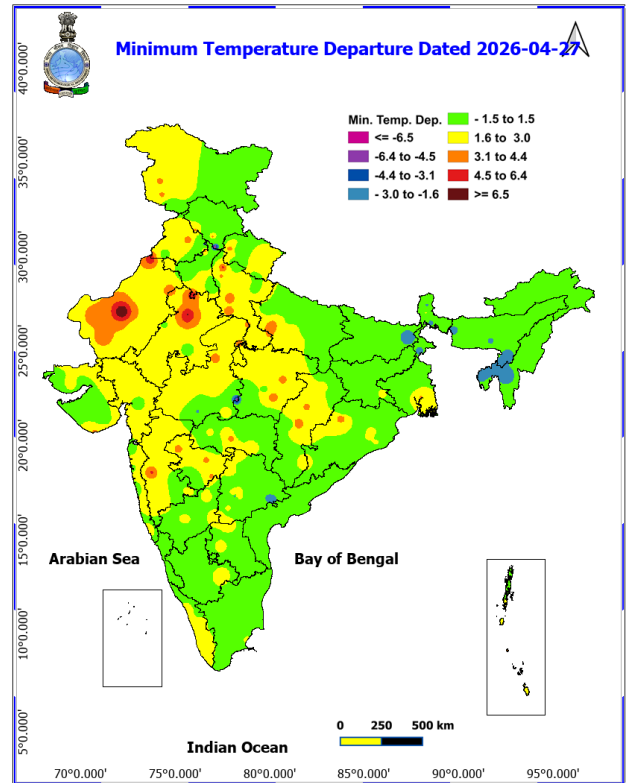 Minimum Temperature Departure Dated 2026-04-27
Min. Temp. Dep.
<= -6.5
-6.4 to -4.5
-4.4 to -3.1
- 3.0 to -1.6
- 1.5 to 1.5
1.6 to 3.0
3.1 to 4.4
4.5 to 6.4
>= 6.5
40°0.000'
35°0.000'
30°0.000'
25°0.000'
20°0.000'
15°0.000'
10°0.000'
5°0.000'
Arabian Sea
Bay of Bengal
Indian Ocean
0 250 500 km
70°0.000' 75°0.000' 80°0.000' 85°0.000' 90°0.000' 95°0.000'